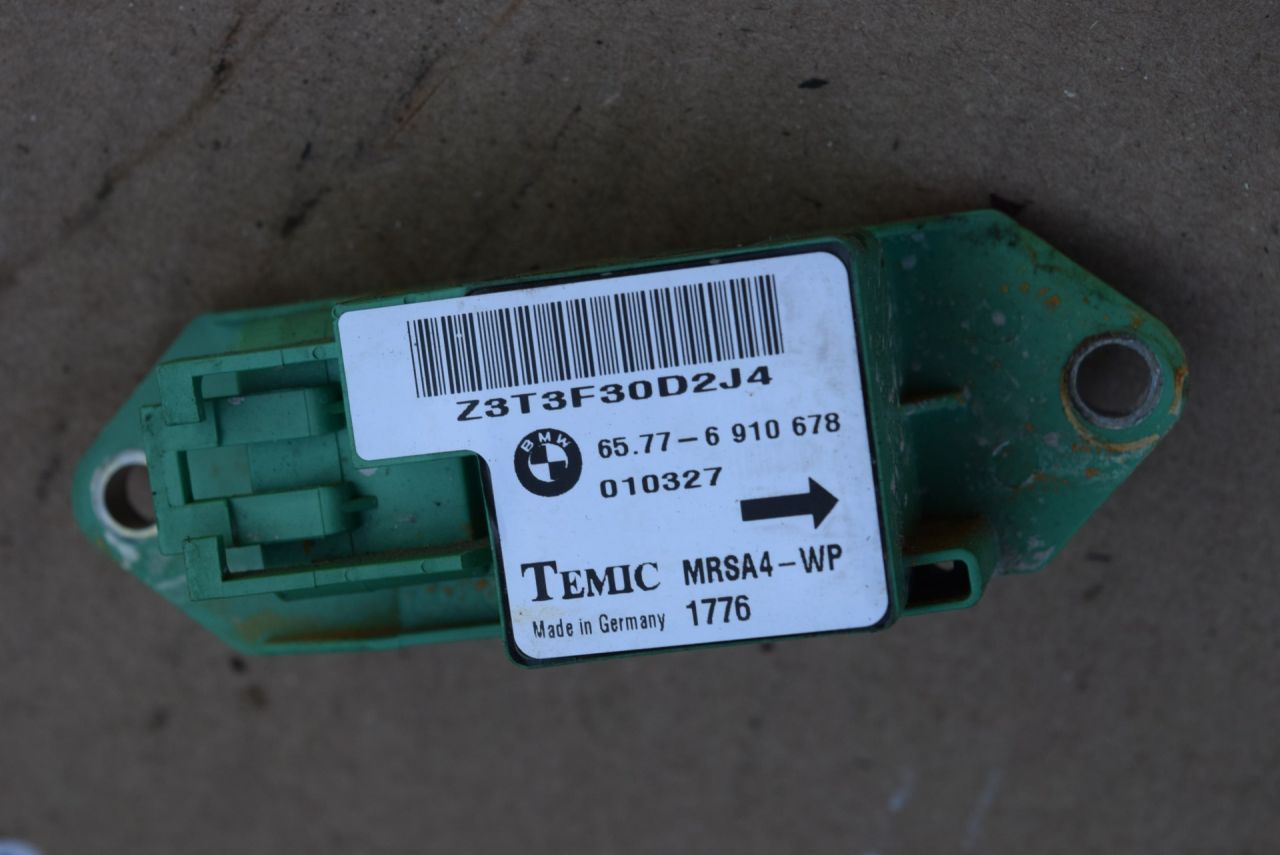 Z3T3F30D2J4
BMW
65.77-6 910 678
010327
TEMIC MRSA4-WP
Made in Germany 1776